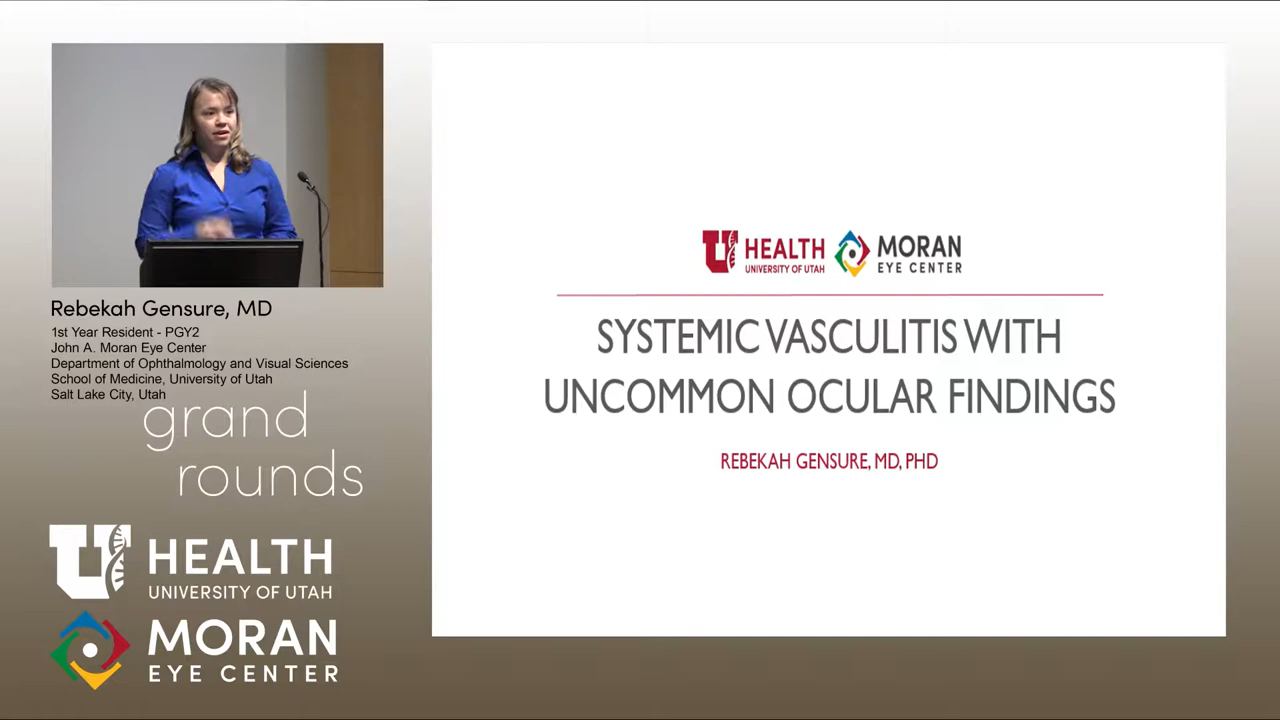 Rebekah Gensure, MD
1st Year Resident - PGY2
John A. Moran Eye Center
Department of Ophthalmology and Visual Sciences
School of Medicine, University of Utah
Salt Lake City, Utah
grand
rounds
U HEALTH
UNIVERSITY OF UTAH
MORAN
EYE CENTER
U HEALTH
UNIVERSITY OF UTAH
MORAN
EYE CENTER
SYSTEMIC VASCULITIS WITH
UNCOMMON OCULAR FINDINGS
REBEKAH GENSURE, MD, PHD